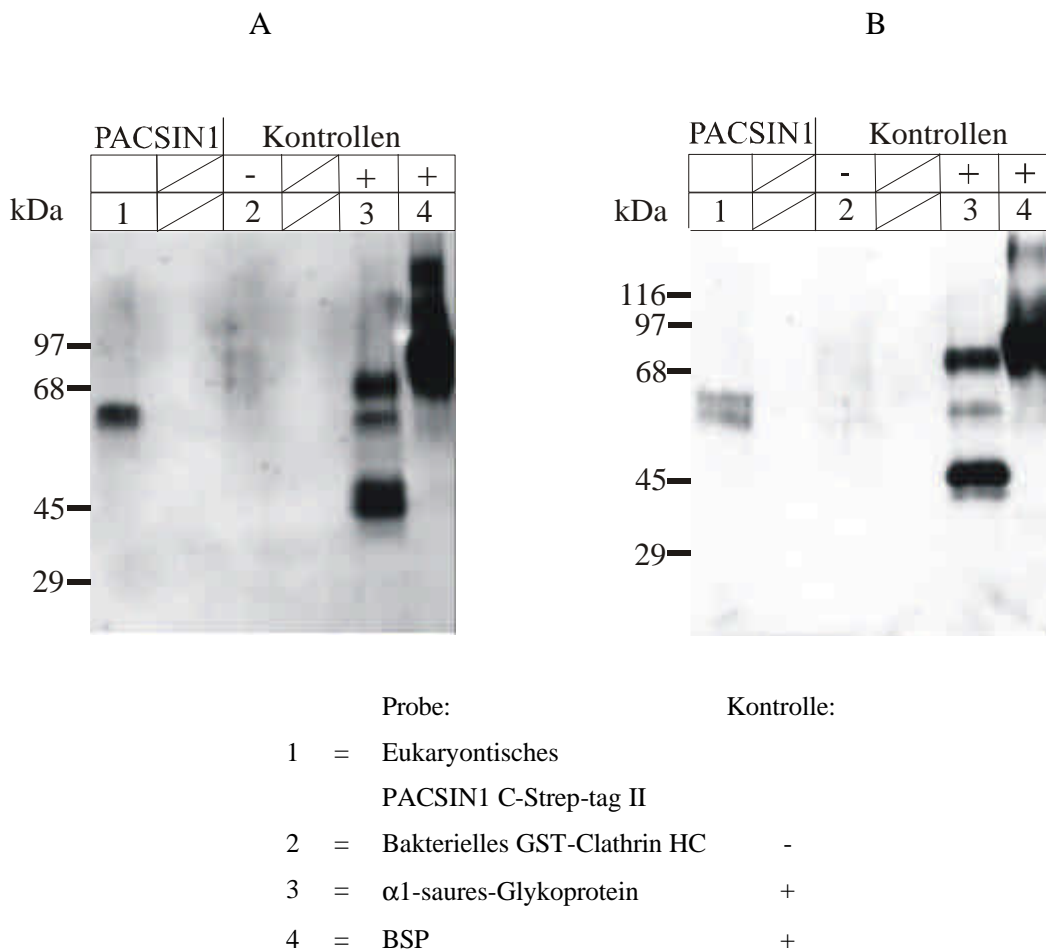 A
B
PACSIN1 Kontrollen
- + +
kDa 1 2 3 4
97
68
45
29
PACSIN1 Kontrollen
- + +
kDa 1 2 3 4
116
97
68
45
29
Probe: Kontrolle:
1 = Eukaryontisches
PACSIN1 C-Strep-tag II
2 = Bakterielles GST-Clathrin HC -
3 = α1-saures-Glykoprotein +
4 = BSP +